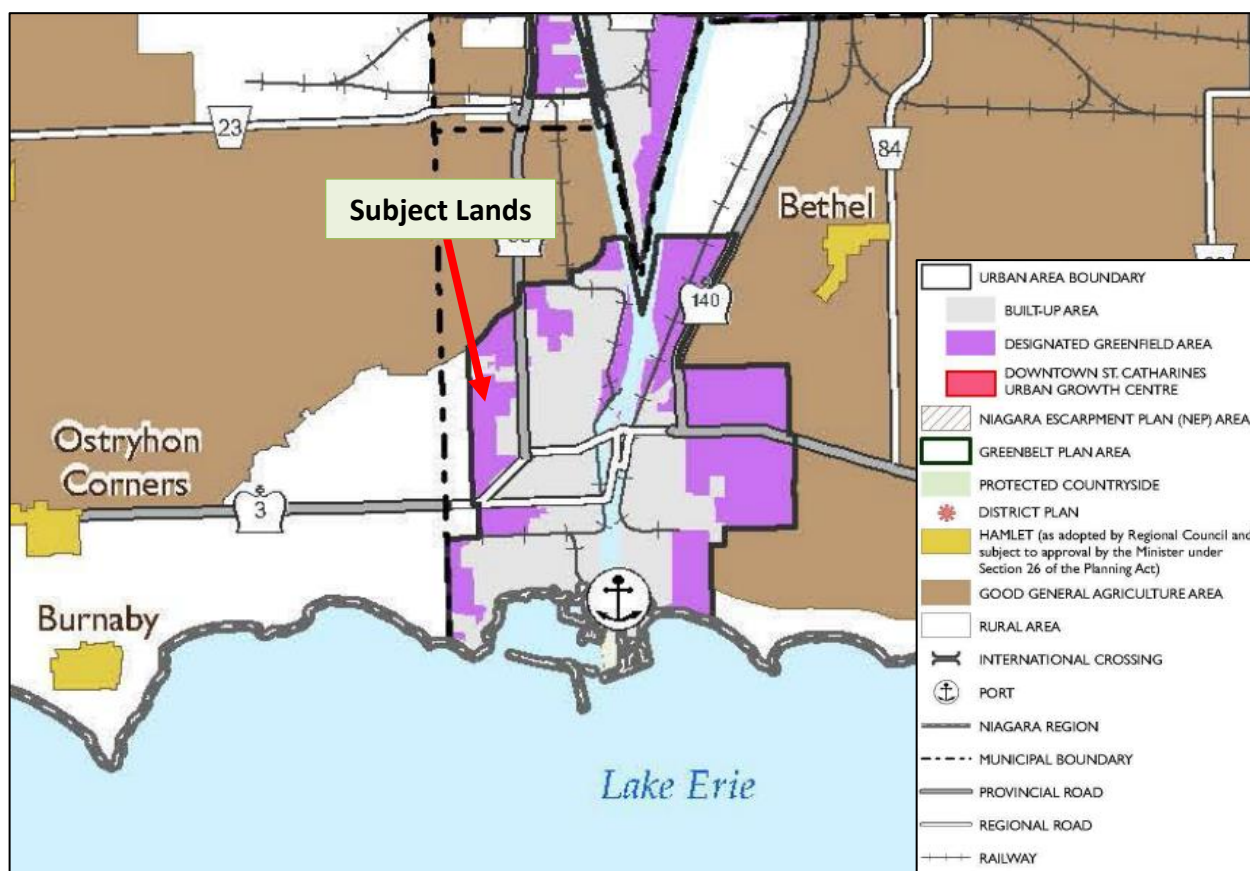 23
84
Subject Lands
Bethel
140
Ostryhon
Corners
3
Burnaby
Lake Erie
URBAN AREA BOUNDARY
BUILT-UP AREA
DESIGNATED GREENFIELD AREA
DOWNTOWN ST. CATHARINES
URBAN GROWTH CENTRE
NIAGARA ESCARPMENT PLAN (NEP) AREA
GREENBELT PLAN AREA
PROTECTED COUNTRYSIDE
DISTRICT PLAN
HAMLET (as adopted by Regional Council and
subject to approval by the Minister under
Section 26 of the Planning Act)
GOOD GENERAL AGRICULTURE AREA
RURAL AREA
INTERNATIONAL CROSSING
PORT
NIAGARA REGION
MUNICIPAL BOUNDARY
PROVINCIAL ROAD
REGIONAL ROAD
RAILWAY